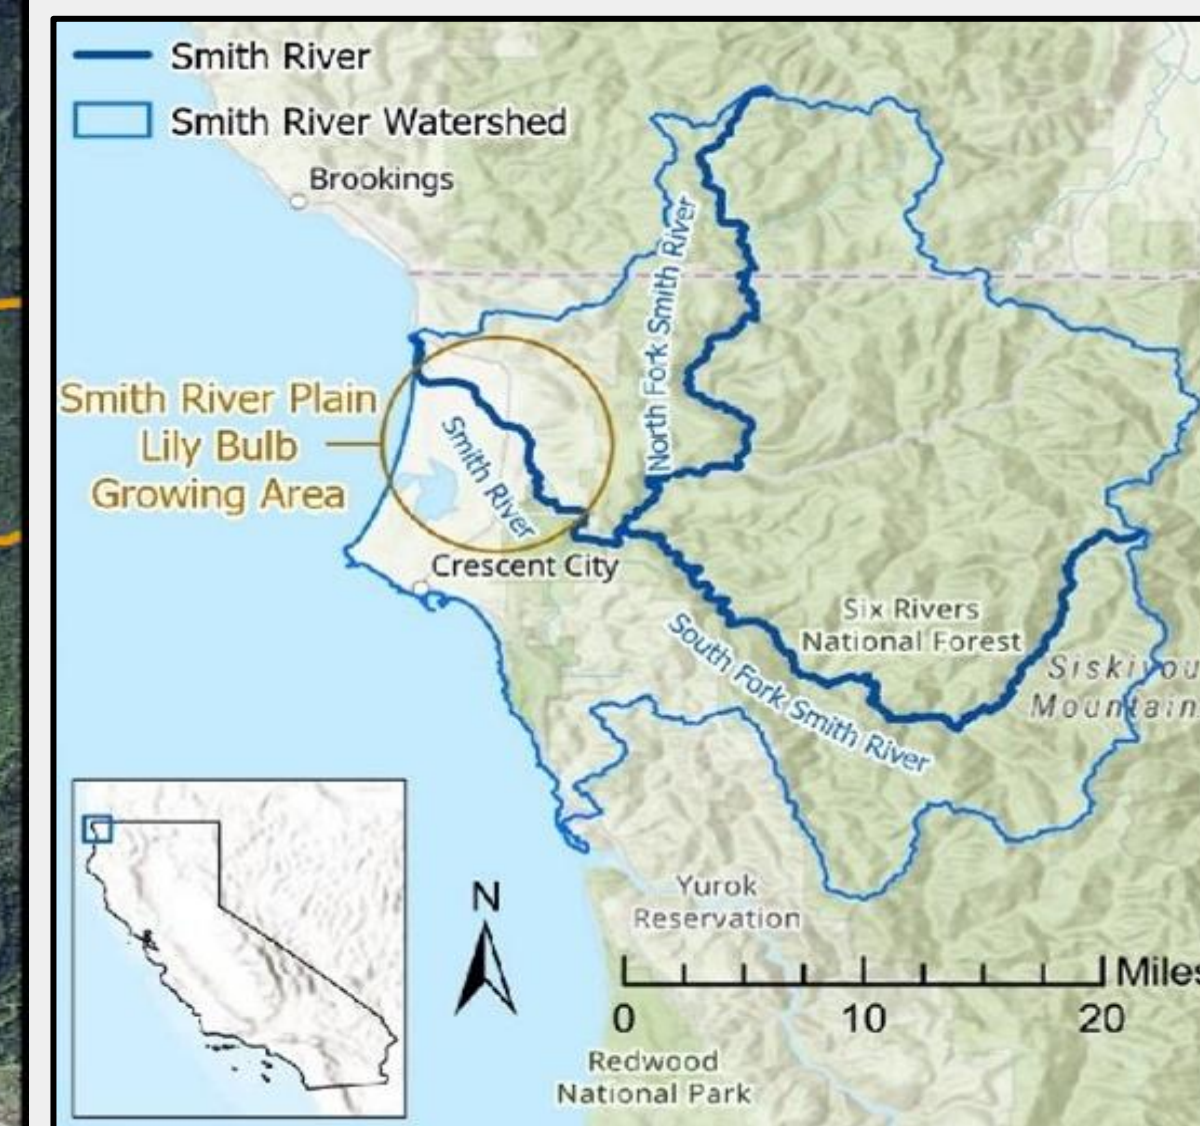 Smith River
Smith River Watershed
Brookings
North Fork Smith River
Smith River Plain
Lily Bulb
Growing Area
Smith River
Crescent City
Six Rivers
National Forest
South Fork Smith River
Siskiyou
Mountain
Yurok
Reservation
N
Miles
0 10 20
Redwood
National Park